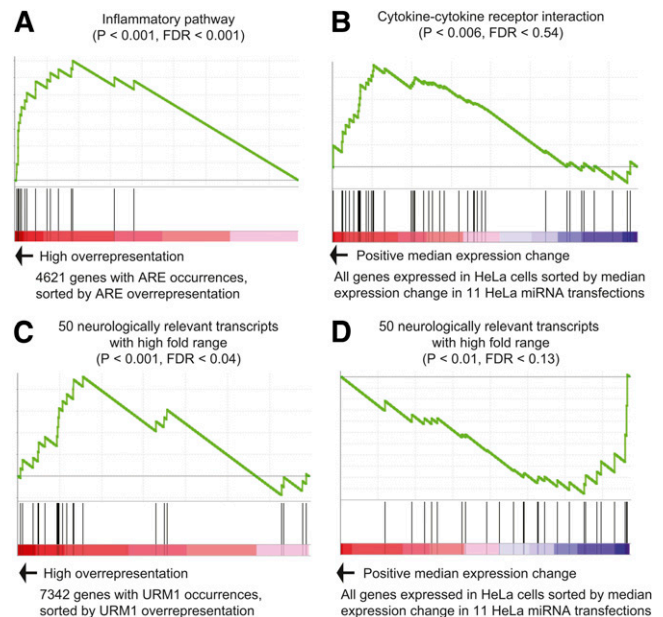 A
Inflammatory pathway
(P < 0.001, FDR < 0.001)
High overrepresentation
4621 genes with ARE occurrences,
sorted by ARE overrepresentation
B
Cytokine-cytokine receptor interaction
(P < 0.006, FDR < 0.54)
Positive median expression change
All genes expressed in HeLa cells sorted by median
expression change in 11 HeLa miRNA transfections
C
50 neurologically relevant transcripts
with high fold range
(P < 0.001, FDR < 0.04)
High overrepresentation
7342 genes with URM1 occurrences,
sorted by URM1 overrepresentation
D
50 neurologically relevant transcripts
with high fold range
(P < 0.01, FDR < 0.13)
Positive median expression change
All genes expressed in HeLa cells sorted by median
expression change in 11 HeLa miRNA transfections